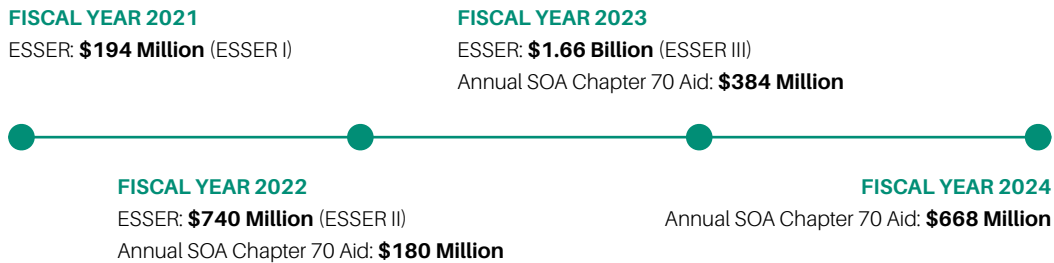 FISCAL YEAR 2021
ESSER: $194 Million (ESSER I)
FISCAL YEAR 2023
ESSER: $1.66 Billion (ESSER III)
Annual SOA Chapter 70 Aid: $384 Million
FISCAL YEAR 2022
ESSER: $740 Million (ESSER II)
Annual SOA Chapter 70 Aid: $180 Million
FISCAL YEAR 2024
Annual SOA Chapter 70 Aid: $668 Million